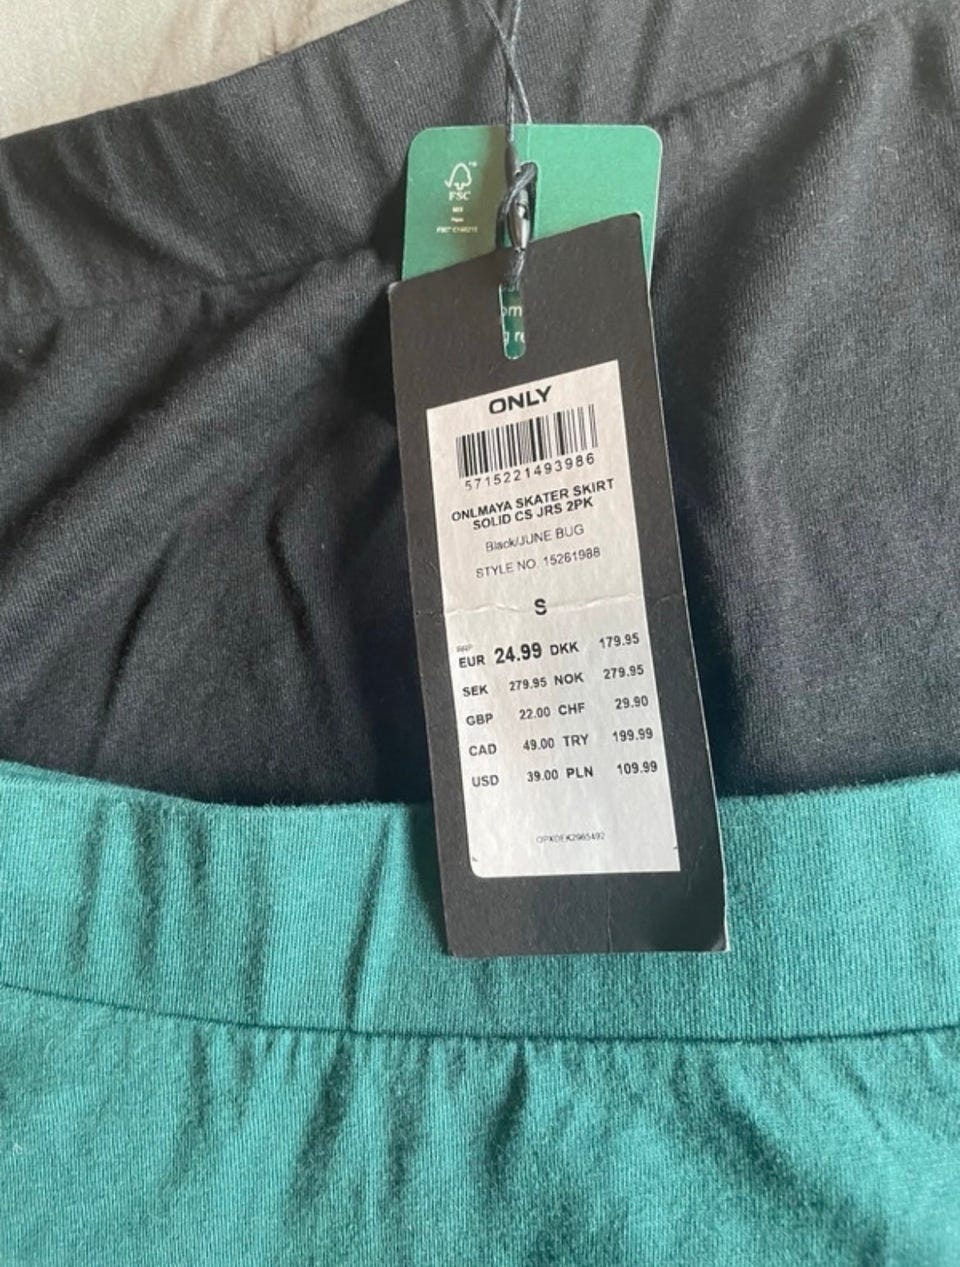 FSC
om
g re
ONLY
5715221493986
ONLMAYA SKATER SKIRT
SOLID CS JRS 2PK
Black/JUNE BUG
STYLE NO. 15261988
S
RRP
EUR 24.99 DKK 179.95
SEK 279.95 NOK 279.95
GBP 22.00 CHF 29.90
CAD 49.00 TRY 199.99
USD 39.00 PLN 109.99